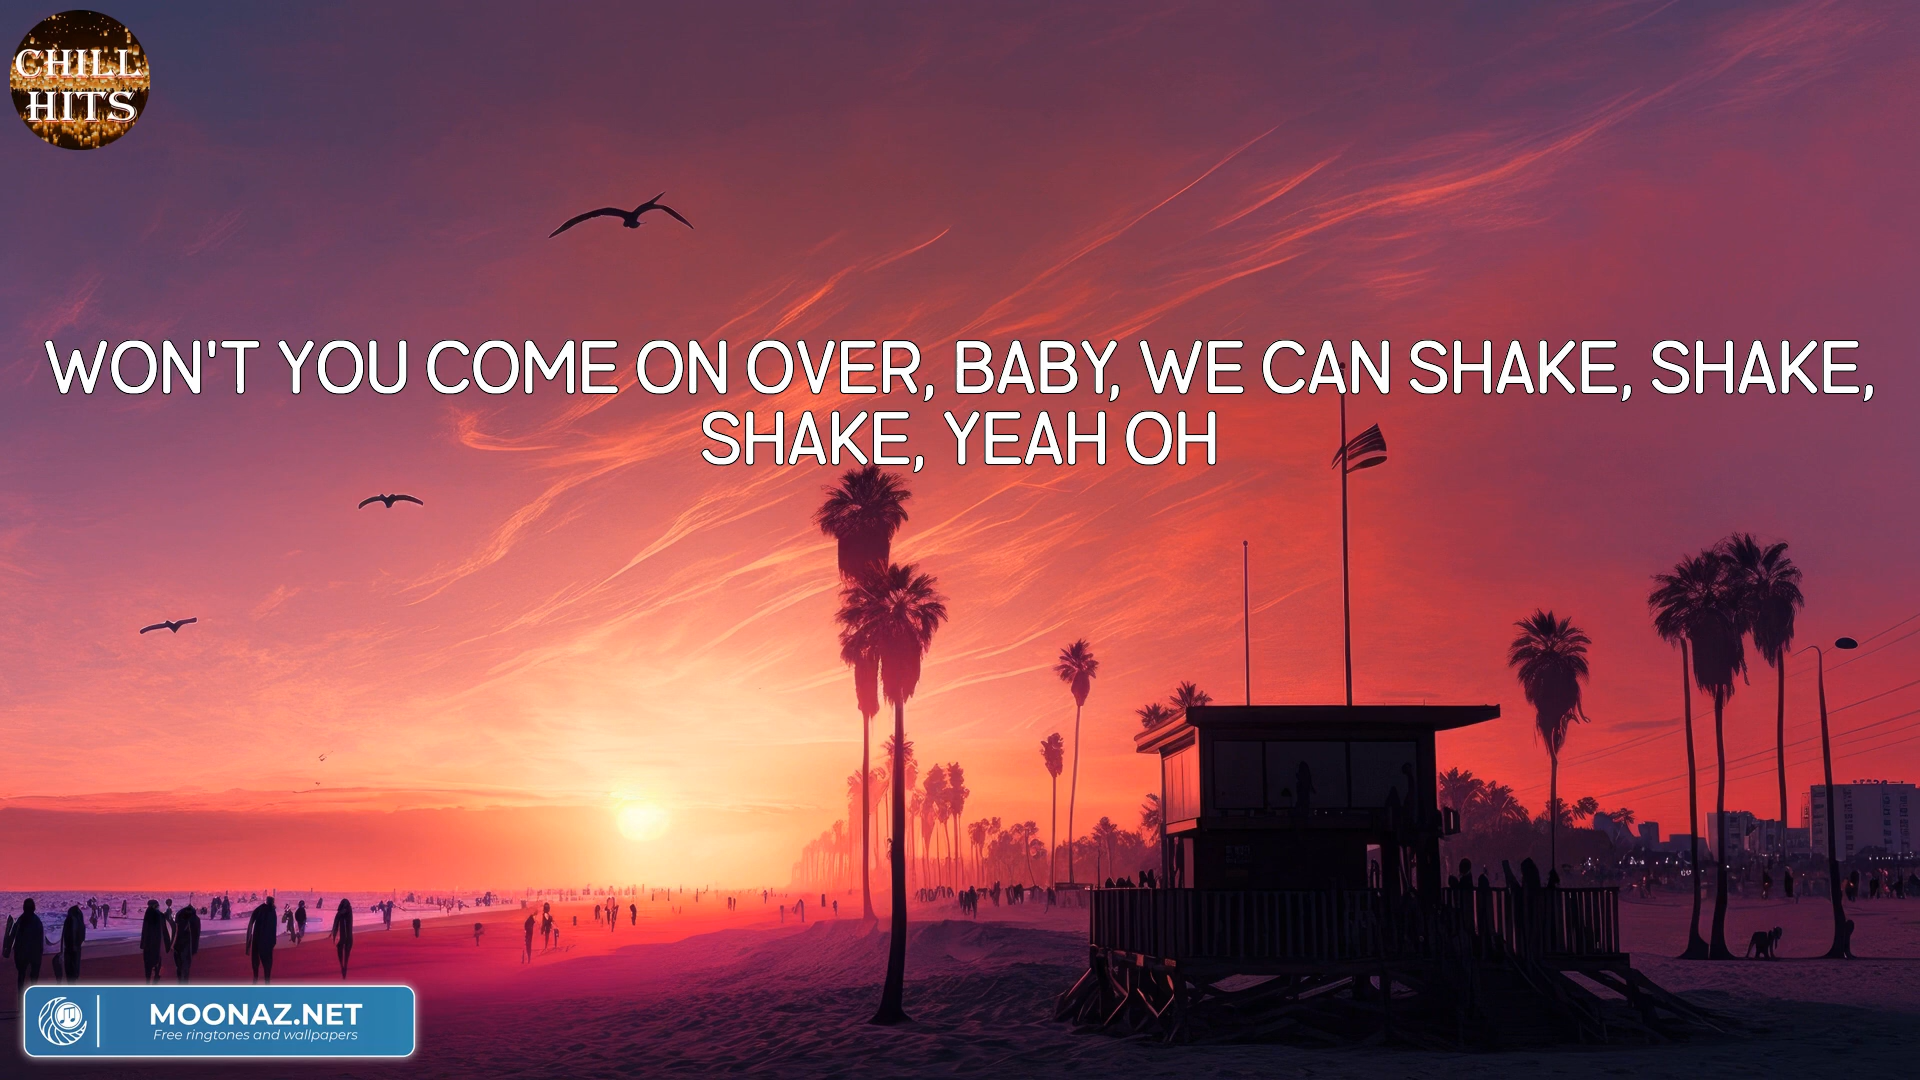 CHILL
HITS
WON'T YOU COME ON OVER, BABY, WE CAN SHAKE, SHAKE,
SHAKE, YEAH OH
MOONAZ.NET
Free ringtones and wallpapers